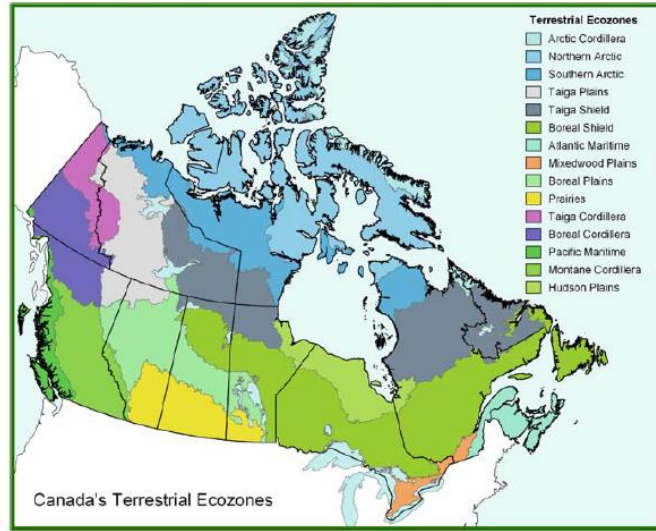 Terrestrial Ecozones
Arctic Cordillera
Northern Arctic
Southern Arctic
Taiga Plains
Taiga Shield
Boreal Shield
Atlantic Maritime
Mixedwood Plains
Boreal Plains
Prairies
Taiga Cordillera
Boreal Cordillera
Pacific Maritime
Montane Cordillera
Hudson Plains
Canada's Terrestrial Ecozones